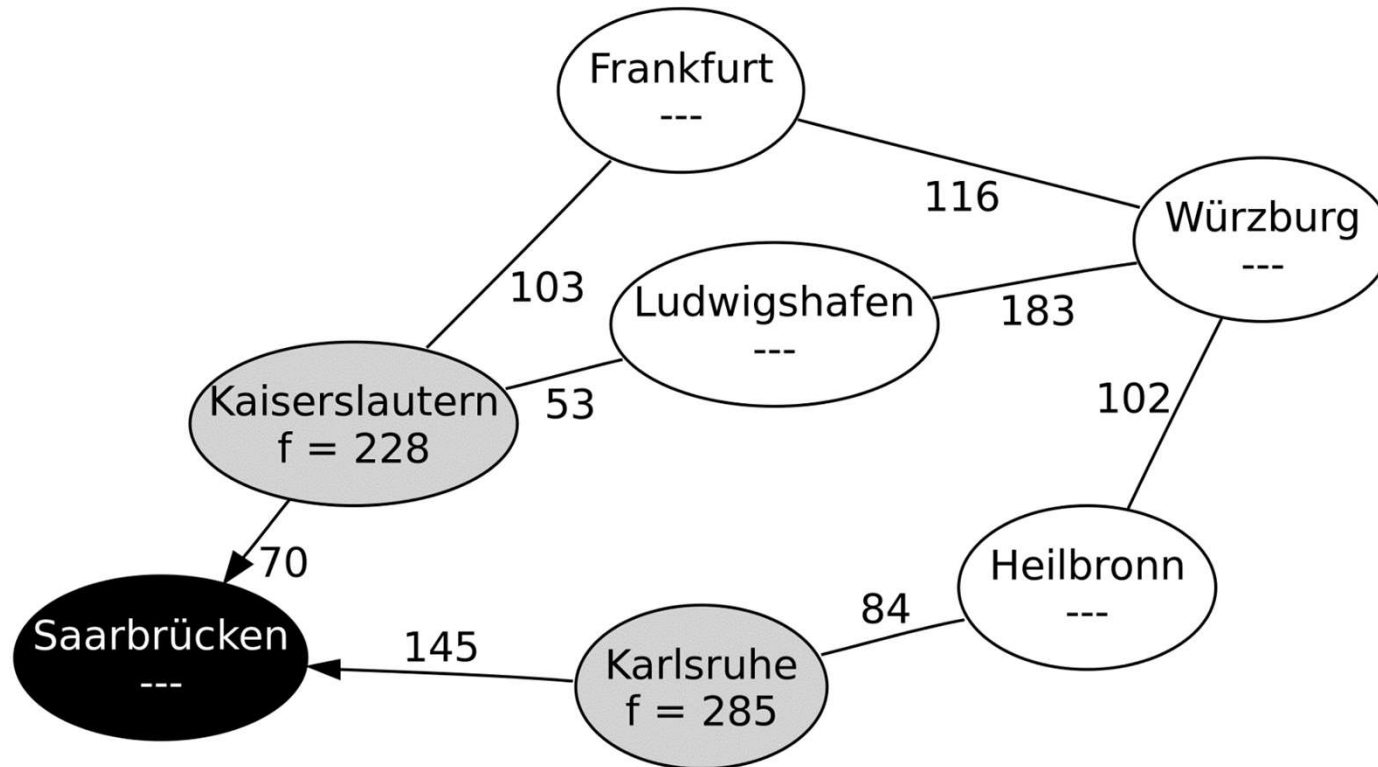 Frankfurt
---
116
Würzburg
---
103
Ludwigshafen
---
183
Kaiserslautern
f = 228
53
102
70
Heilbronn
---
84
Saarbrücken
---
145
Karlsruhe
f = 285